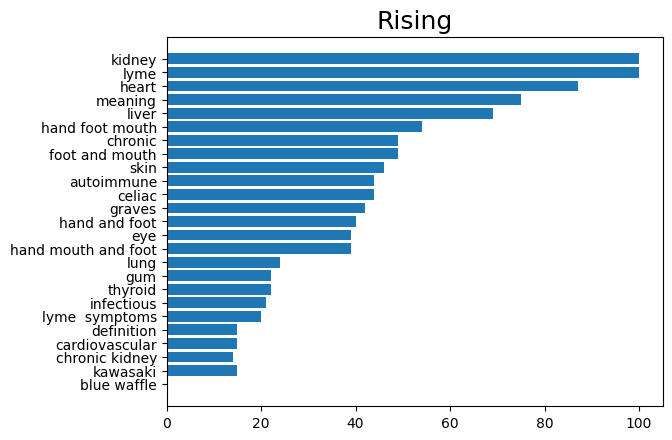 Rising
kidney
lyme
heart
meaning
liver
hand foot mouth
chronic
foot and mouth
skin
autoimmune
celiac
graves
hand and foot
eye
hand mouth and foot
lung
gum
thyroid
infectious
lyme  symptoms
definition
cardiovascular
chronic kidney
kawasaki
blue waffle
0 20 40 60 80 100